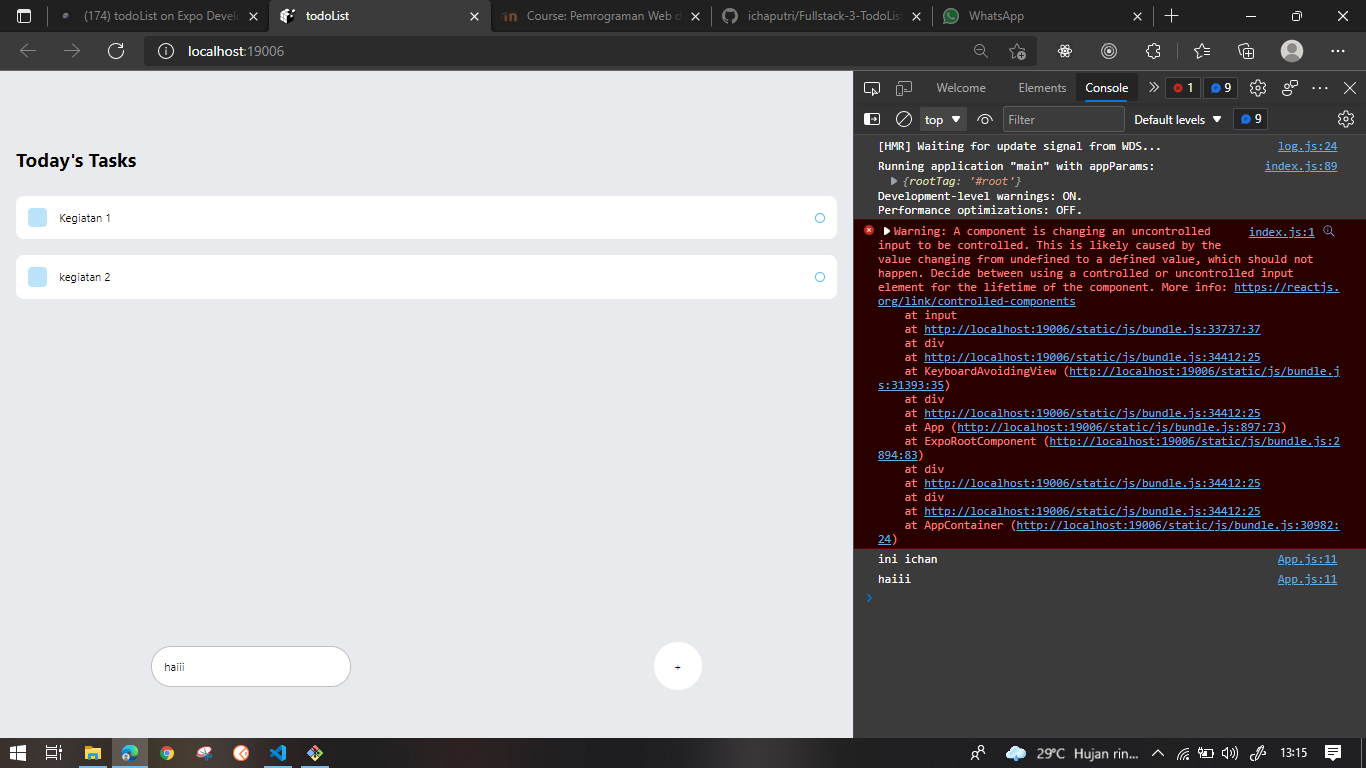 (174) todoList on Expo Devel
todoList
Course: Pemrograman Web d
ichaputri/Fullstack-3-TodoList
WhatsApp
localhost:19006
Welcome
Elements
Console
1
9
top
Filter
Default levels
9
[HMR] Waiting for update signal from WDS...
log.js:24
Running application "main" with appParams:
index.js:89
{rootTag: '#root'}
Development-level warnings: ON.
Performance optimizations: OFF.
Warning: A component is changing an uncontrolled
index.js:1
input to be controlled. This is likely caused by the
value changing from undefined to a defined value, which should not
happen. Decide between using a controlled or uncontrolled input
element for the lifetime of the component. More info: https://reactjs.
org/link/controlled-components
at input
at http://localhost:19006/static/js/bundle.js:33737:37
at div
at http://localhost:19006/static/js/bundle.js:34412:25
at KeyboardAvoidingView (http://localhost:19006/static/js/bundle.j
s:31393:35)
at div
at http://localhost:19006/static/js/bundle.js:34412:25
at App (http://localhost:19006/static/js/bundle.js:897:73)
at ExpoRootComponent (http://localhost:19006/static/js/bundle.js:2
894:83)
at div
at http://localhost:19006/static/js/bundle.js:34412:25
at div
at http://localhost:19006/static/js/bundle.js:34412:25
at AppContainer (http://localhost:19006/static/js/bundle.js:30982:
24)
ini ichan
App.js:11
haiii
App.js:11
Today's Tasks
Kegiatan 1
kegiatan 2
haiii
+
29°C Hujan rin...
13:15